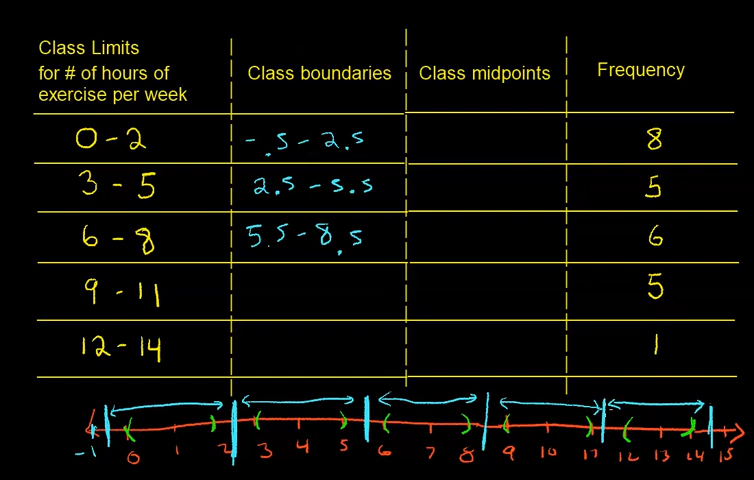 Class Limits
for # of hours of
exercise per week
Class boundaries
Class midpoints
Frequency
0 - 2
-.5 - 2.5
8
3 - 5
2.5 - 5.5
5
6 - 8
5.5 - 8.5
6
9 - 11
5
12 - 14
1
-1 0 1 2 3 4 5 6 7 8 9 10 11 12 13 14 15